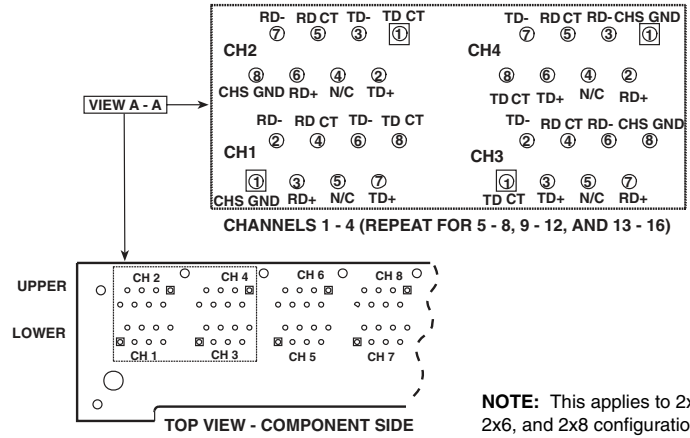 RD- RD CT TD- TD CT
7 5 3 1
CH2
8 6 4 2
CHS GND RD+ N/C TD+
TD- RD CT RD- CHS GND
7 5 3 1
CH4
8 6 4 2
TD CT TD+ N/C RD+
VIEW A - A
RD- RD CT TD- TD CT
2 4 6 8
CH1
1 3 5 7
CHS GND RD+ N/C TD+
TD- RD CT RD- CHS GND
2 4 6 8
CH3
1 3 5 7
TD CT TD+ N/C RD+
CHANNELS 1 - 4 (REPEAT FOR 5 - 8, 9 - 12, AND 13 - 16)
UPPER
CH 2 CH 4 CH 6 CH 8
LOWER
CH 1 CH 3 CH 5 CH 7
TOP VIEW - COMPONENT SIDE
NOTE: This applies to
2x6, and 2x8